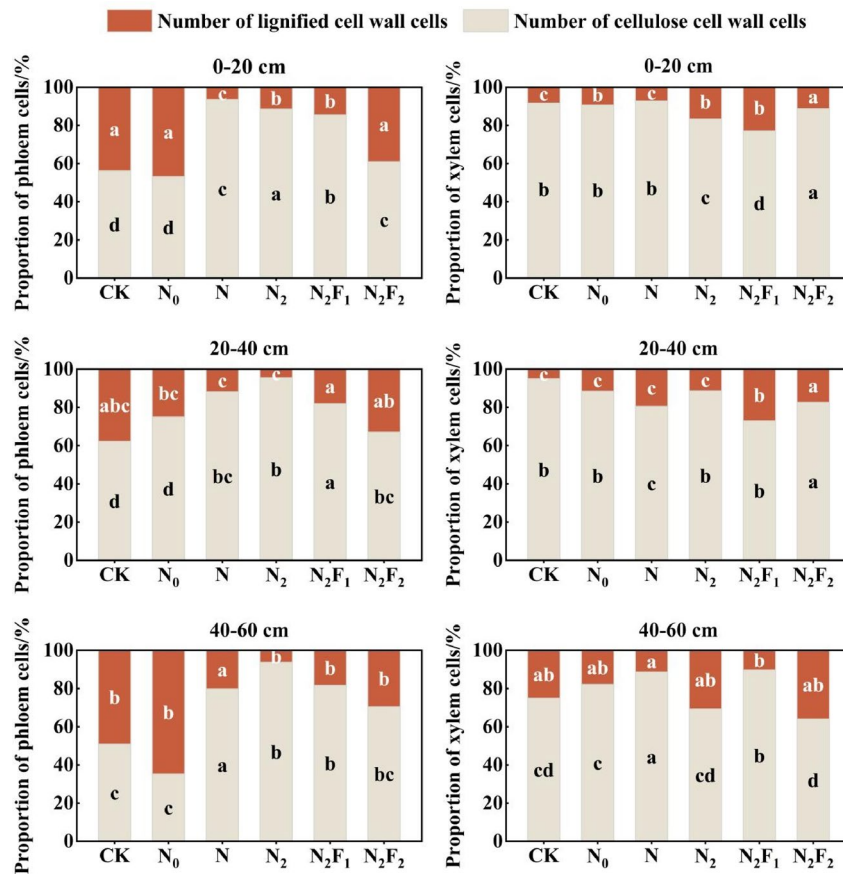 Number of lignified cell wall cells Number of cellulose cell wall cells
0-20 cm
Proportion of phloem cells/%
100
80
60
40
20
0
a a c b b a
d d c a b c
CK N₀ N N₂ N₂F₁ N₂F₂
0-20 cm
Proportion of xylem cells/%
100
80
60
40
20
0
c b c b b a
b b b c d a
CK N₀ N N₂ N₂F₁ N₂F₂
20-40 cm
Proportion of phloem cells/%
100
80
60
40
20
0
abc bc c c a ab
d d bc b a bc
CK N₀ N N₂ N₂F₁ N₂F₂
20-40 cm
Proportion of xylem cells/%
100
80
60
40
20
0
c c c c b a
b b c b b a
CK N₀ N N₂ N₂F₁ N₂F₂
40-60 cm
Proportion of phloem cells/%
100
80
60
40
20
0
b b a b b b
c c a b b bc
CK N₀ N N₂ N₂F₁ N₂F₂
40-60 cm
Proportion of xylem cells/%
100
80
60
40
20
0
ab ab a ab b ab
cd c a cd b d
CK N₀ N N₂ N₂F₁ N₂F₂